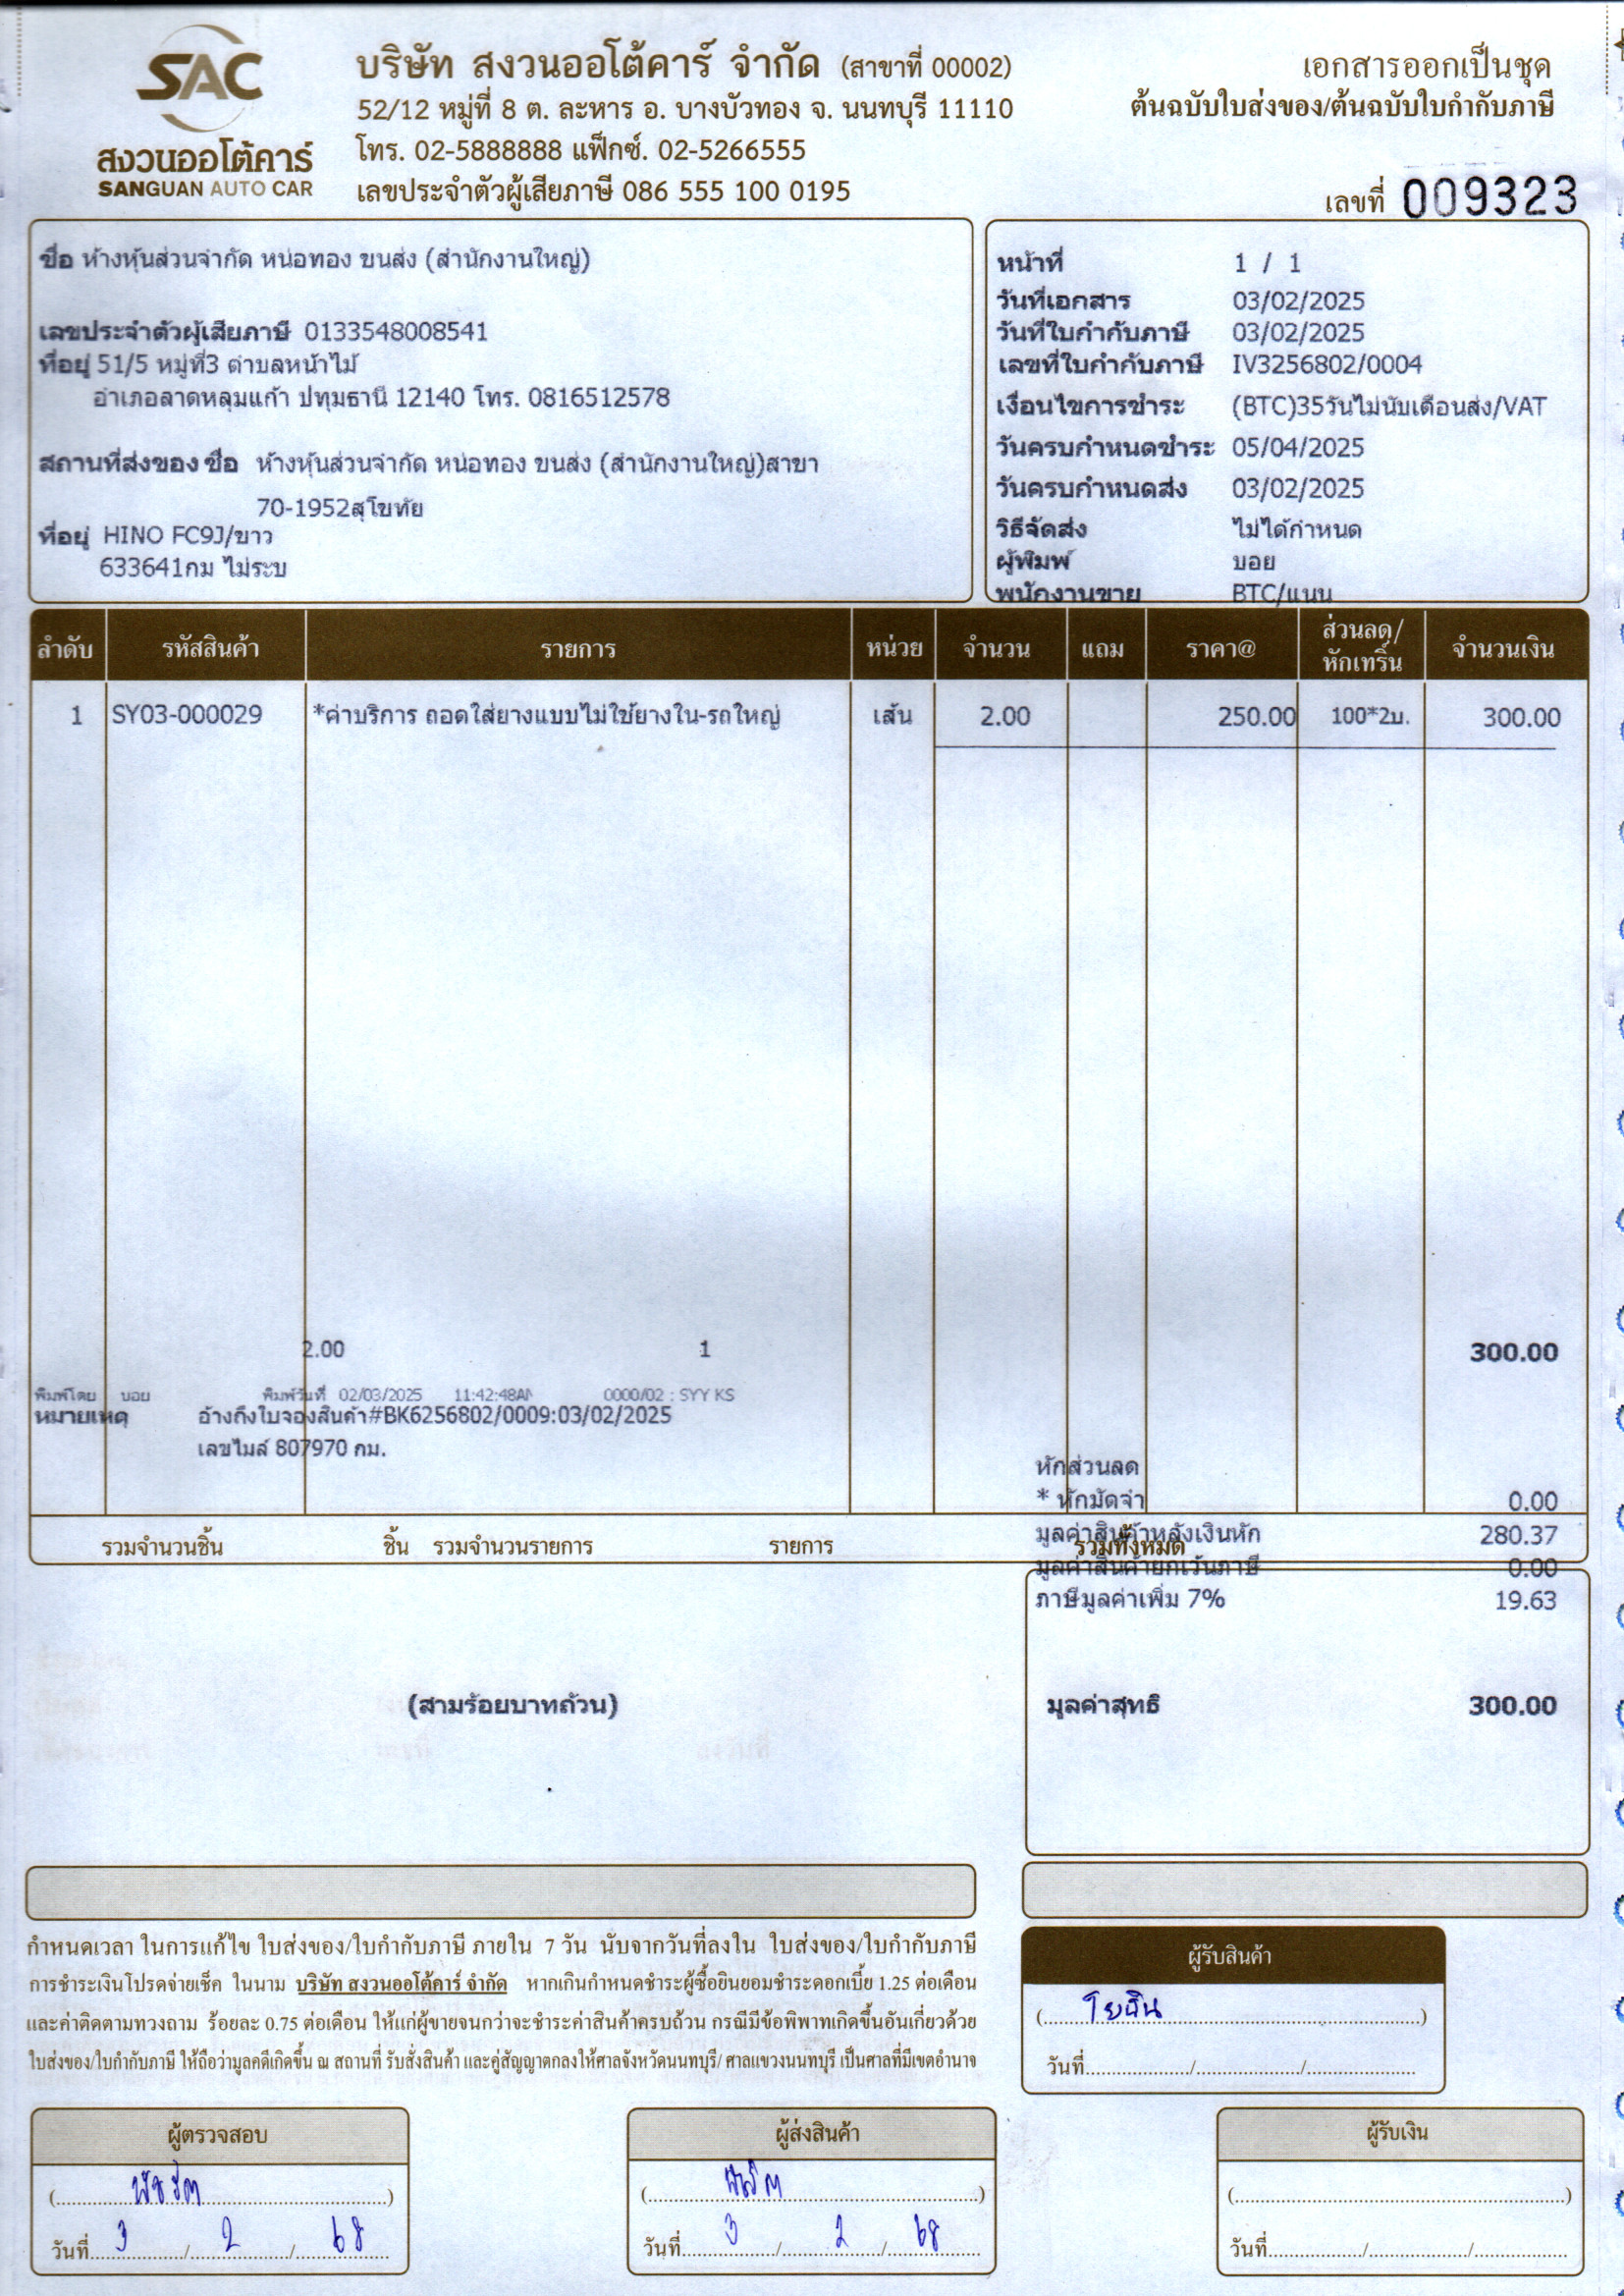 SAC
สงวนออโต้คาร์
SANGUAN AUTO CAR
บริษัท สงวนออโต้คาร์ จำกัด (สาขาที่ 00002)
52/12 หมู่ที่ 8 ต. ละหาร อ. บางบัวทอง จ. นนทบุรี 11110
โทร. 02-5888888 แฟ็กซ์. 02-5266555
เลขประจำตัวผู้เสียภาษี 086 555 100 0195
เอกสารออกเป็นชุด
ต้นฉบับใบส่งของ/ต้นฉบับใบกำกับภาษี
เลขที่ 009323
ชื่อ ห้างหุ้นส่วนจำกัด หน่อทอง ขนส่ง (สำนักงานใหญ่)
เลขประจำตัวผู้เสียภาษี 0133548008541
ที่อยู่ 51/5 หมู่ที่3 ตำบลหน้าไม้
อำเภอลาดหลุมแก้า ปทุมธานี 12140 โทร. 0816512578
สถานที่ส่งของ ชื่อ ห้างหุ้นส่วนจำกัด หน่อทอง ขนส่ง (สำนักงานใหญ่)สาขา
70-1952สุโขทัย
ที่อยู่ HINO FC9J/ขาว
633641กม ไม่ระบ
หน้าที่ 1 / 1
วันที่เอกสาร 03/02/2025
วันที่ใบกำกับภาษี 03/02/2025
เลขที่ใบกำกับภาษี IV3256802/0004
เงื่อนไขการชำระ (BTC)35วันไม่นับเดือนส่ง/VAT
วันครบกำหนดชำระ 05/04/2025
วันครบกำหนดส่ง 03/02/2025
วิธีจัดส่ง ไม่ได้กำหนด
ผู้พิมพ์ บอย
พนักงานขาย BTC/แนน
ลำดับ รหัสสินค้า รายการ หน่วย จำนวน แถม ราคา@ ส่วนลด/หักเทริ์น จำนวนเงิน
1 SY03-000029 *ค่าบริการ ถอดใส่ยางแบบไม่ใช้ยางใน-รถใหญ่ เส้น 2.00 250.00 100*2บ. 300.00
2.00 1 300.00
พิมพ์โดย บอย พิมพ์วันที่ 02/03/2025 11:42:48AM 0000/02 : SYY KS
หมายเหตุ อ้างถึงใบจองสินค้า#BK6256802/0009:03/02/2025
เลขไมล์ 807970 กม.
หักส่วนลด
* หักมัดจำ 0.00
มูลค่าสินค้าหลังเงินหัก 280.37
รวมจำนวนชิ้น ชิ้น รวมจำนวนรายการ รายการ รวมทั้งหมด
มูลค่าสินค้ายกเว้นภาษี 0.00
ภาษีมูลค่าเพิ่ม 7% 19.63
(สามร้อยบาทถ้วน)
มูลค่าสุทธิ 300.00
กำหนดเวลา ในการแก้ไข ใบส่งของ/ใบกำกับภาษี ภายใน 7 วัน นับจากวันที่ลงใน ใบส่งของ/ใบกำกับภาษี
การชำระเงินโปรดจ่ายเช็ค ในนาม บริษัท สงวนออโต้คาร์ จำกัด หากเกินกำหนดชำระผู้ซื้อยินยอมชำระดอกเบี้ย 1.25 ต่อเดือน
และค่าติดตามทวงถาม ร้อยละ 0.75 ต่อเดือน ให้แก่ผู้ขายจนกว่าจะชำระค่าสินค้าครบถ้วน กรณีมีข้อพิพาทเกิดขึ้นอันเกี่ยวด้วย
ใบส่งของ/ใบกำกับภาษี ให้ถือว่ามูลคดีเกิดขึ้น ณ สถานที่ รับสั่งสินค้า และคู่สัญญาตกลงให้ศาลจังหวัดนนทบุรี/ ศาลแขวงนนทบุรี เป็นศาลที่มีเขตอำนาจ
ผู้รับสินค้า
(โยธิน)
วันที่ / /
ผู้ตรวจสอบ
วันที่ 3 / 2 / 68
ผู้ส่งสินค้า
วันที่ 3 / 2 / 68
ผู้รับเงิน
วันที่ / /